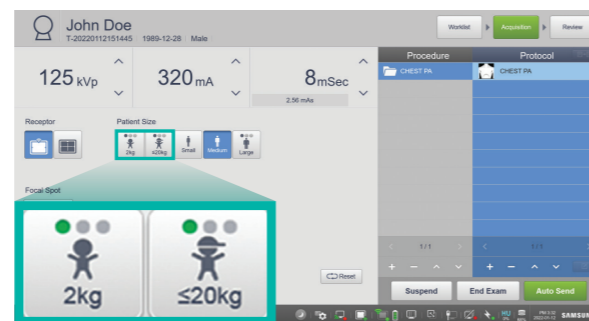 John Doe
T-20220112151445 1989-12-28 Male
Worklist Acquisition Review
125 kVp 320 mA 8 mSec
2.56 mAs
Procedure Protocol
CHEST PA CHEST PA
Receptor Patient Size
2kg ≤20kg Small Medium Large
Focal Spot
2kg ≤20kg
Reset
1/1 1/1
Suspend End Exam Auto Send
SAMSUNG